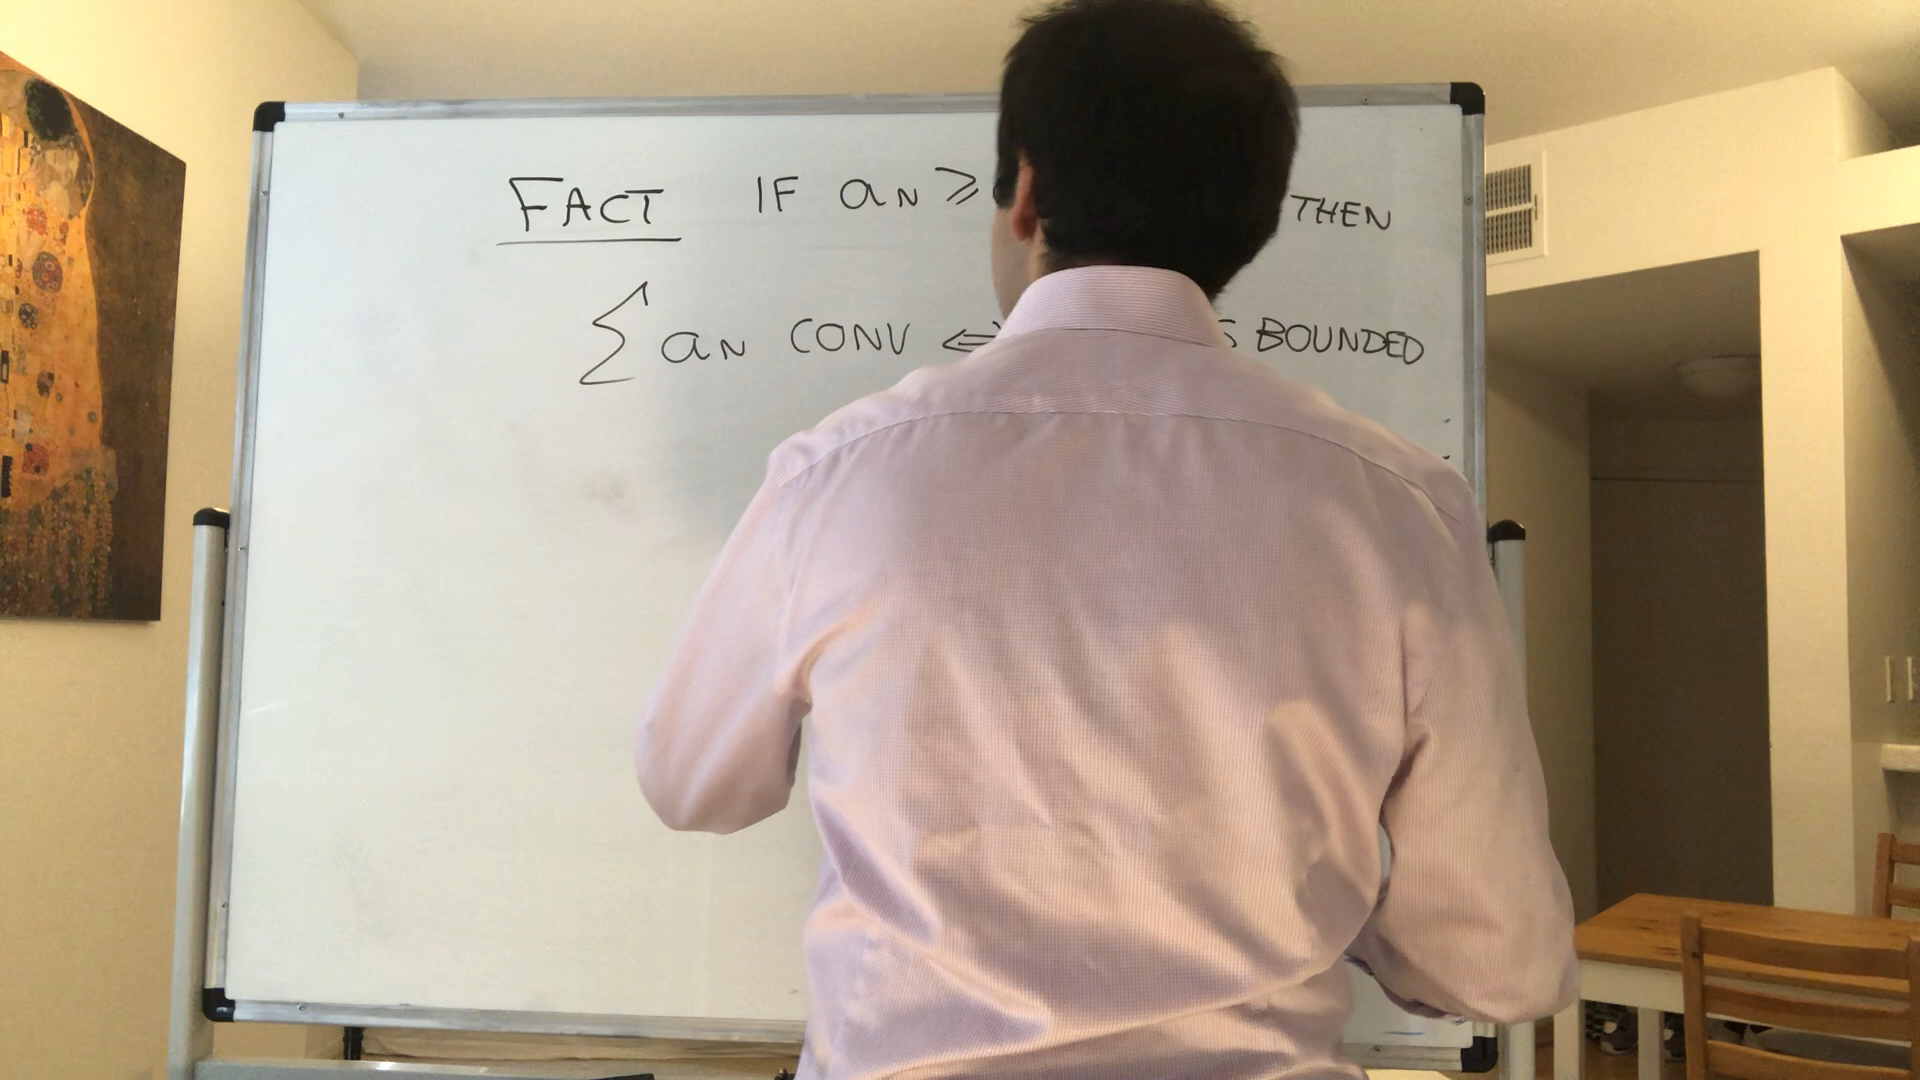 FACT IF an ≥ THEN
∑ an CONV ⇔ BOUNDED